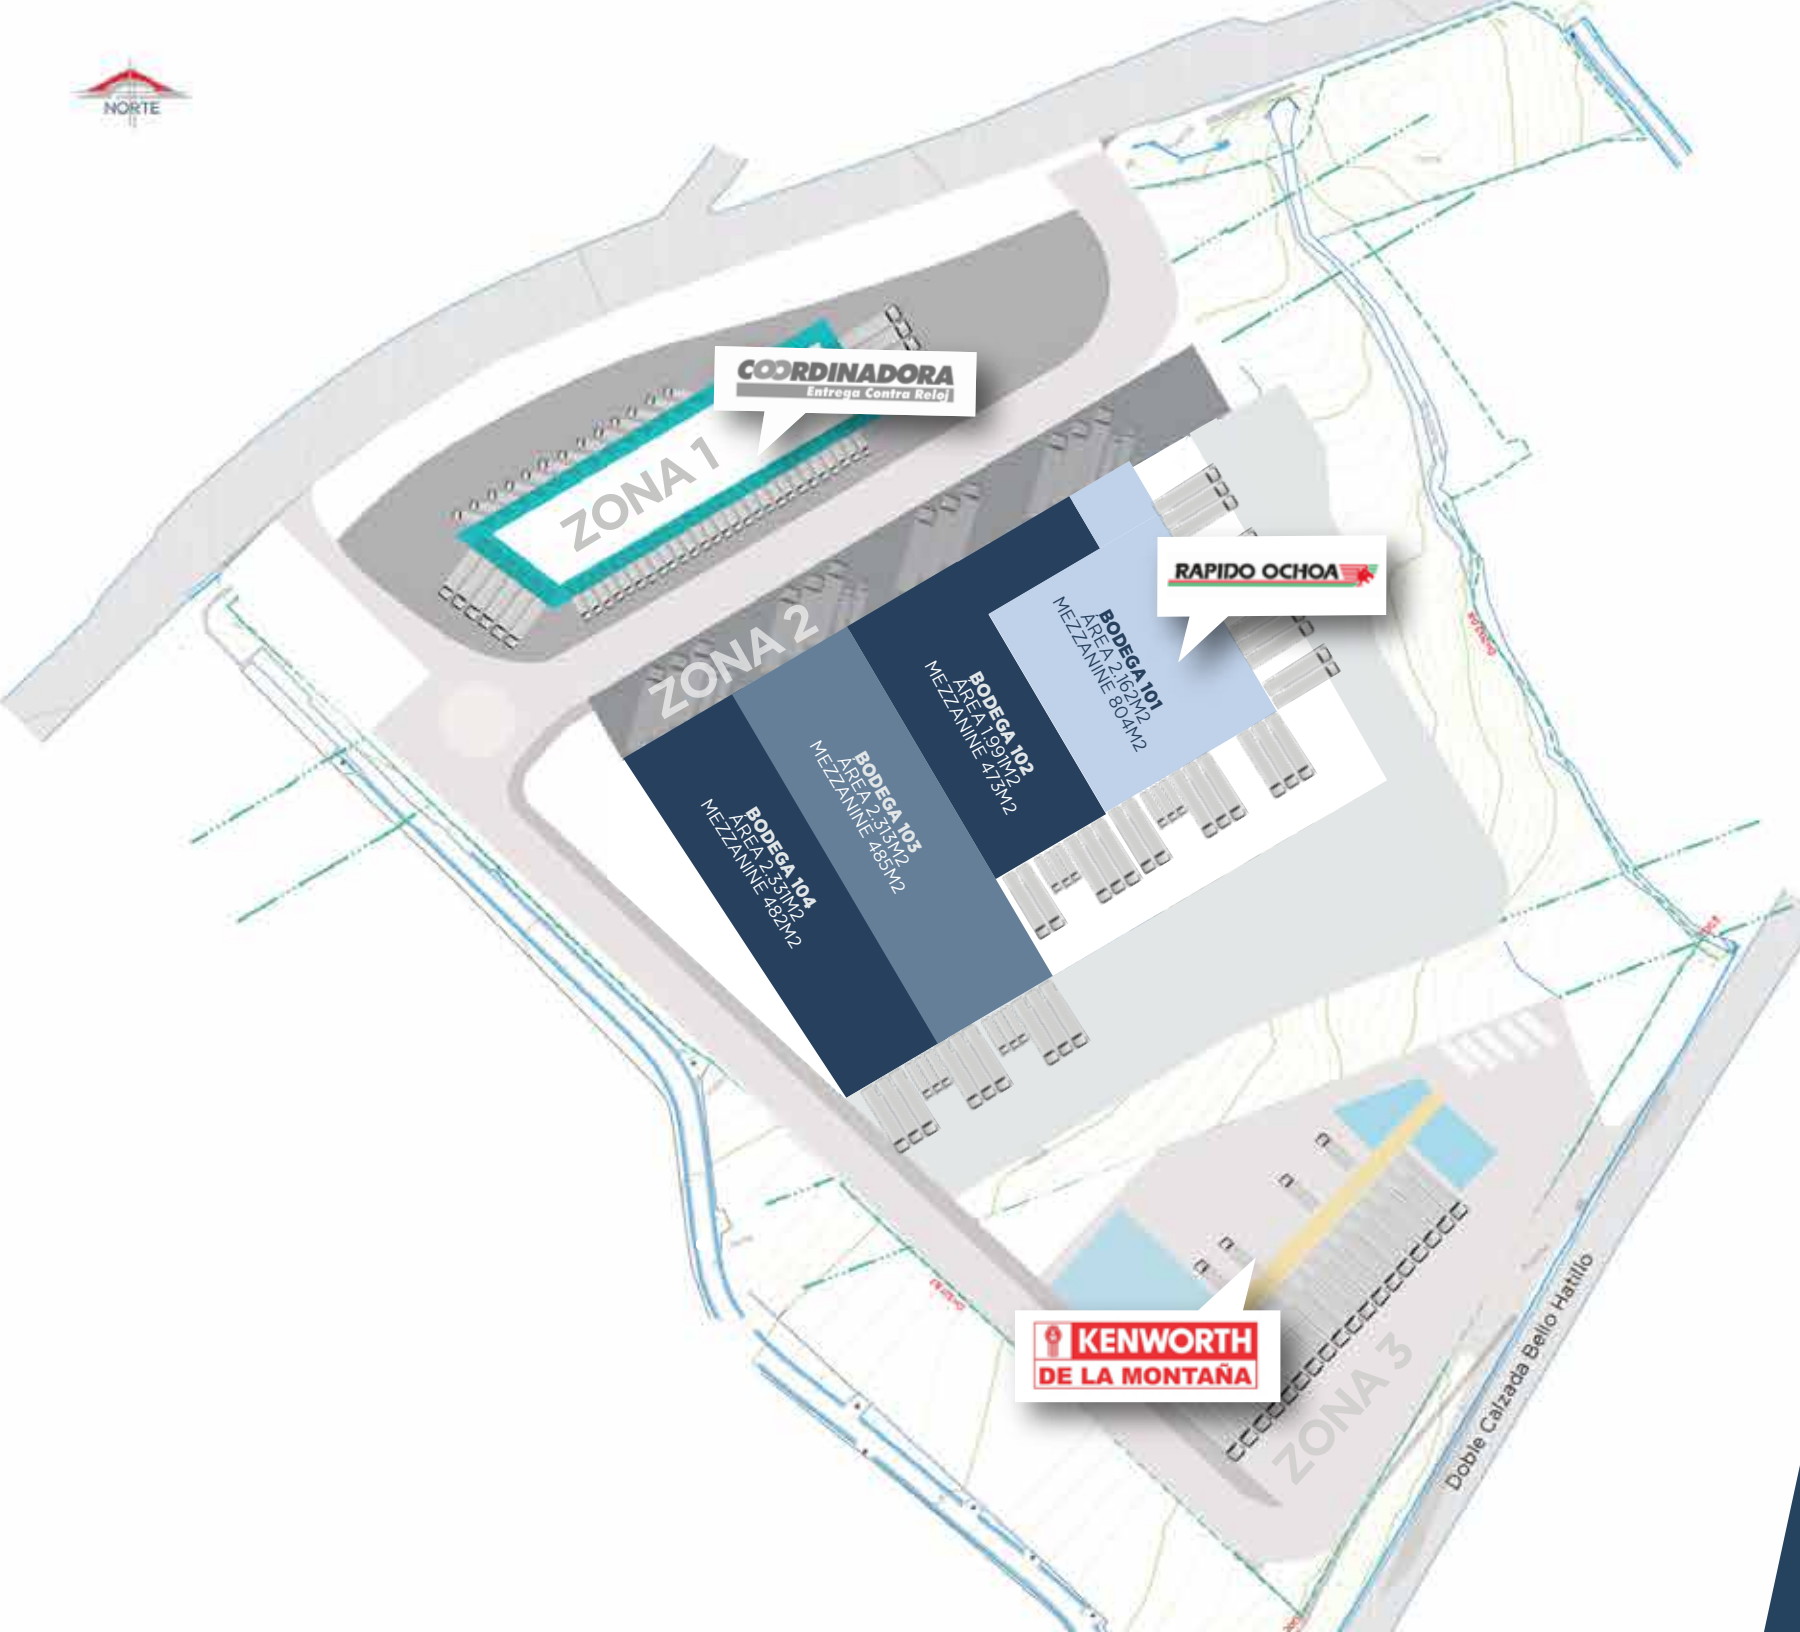 NORTE
COORDINADORA
Entrega Contra Reloj
ZONA 1
RAPIDO OCHOA
ZONA 2
BODEGA 101
ÁREA 2.162M2
MEZZANINE 804M2
BODEGA 102
ÁREA 1.991M2
MEZZANINE 473M2
BODEGA 103
ÁREA 2.313M2
MEZZANINE 485M2
BODEGA 104
ÁREA 2.331M2
MEZZANINE 482M2
KENWORTH
DE LA MONTAÑA
ZONA 3
Doble Calzada Bello Hatillo